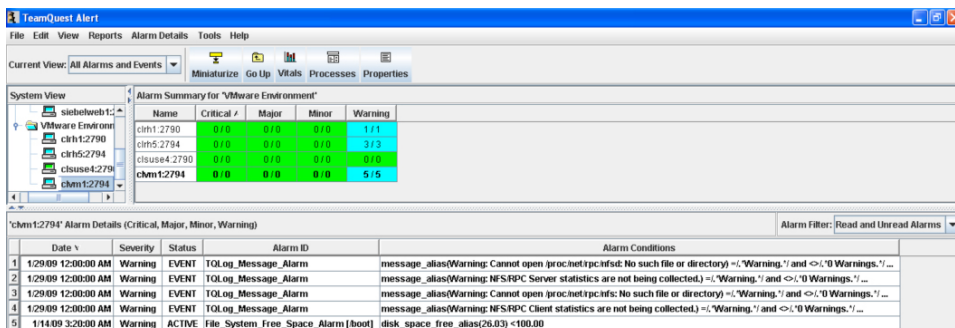 TeamQuest Alert
File Edit View Reports Alarm Details Tools Help
Current View: All Alarms and Events
Miniaturize Go Up Vitals Processes Properties
System View
siebelweb1:2
VMware Environn
clrh1:2790
clrh5:2794
clsuse4:279
clvm1:2794
Alarm Summary for 'VMware Environment'
Name Critical Major Minor Warning
clrh1:2790 0 / 0 0 / 0 0 / 0 1 / 1
clrh5:2794 0 / 0 0 / 0 0 / 0 3 / 3
clsuse4:2790 0 / 0 0 / 0 0 / 0 0 / 0
clvm1:2794 0 / 0 0 / 0 0 / 0 5 / 5
'clvm1:2794' Alarm Details (Critical, Major, Minor, Warning)
Alarm Filter: Read and Unread Alarms
Date Severity Status Alarm ID Alarm Conditions
1 1/29/09 12:00:00 AM Warning EVENT TQLog_Message_Alarm message_alias(Warning: Cannot open /proc/net/rpc/nfsd: No such file or directory) =/.*Warning.*/ and <>/.*0 Warnings.*/ ...
2 1/29/09 12:00:00 AM Warning EVENT TQLog_Message_Alarm message_alias(Warning: NFS/RPC Server statistics are not being collected.) =/.*Warning.*/ and <>/.*0 Warnings.*/ ...
3 1/29/09 12:00:00 AM Warning EVENT TQLog_Message_Alarm message_alias(Warning: Cannot open /proc/net/rpc/nfs: No such file or directory) =/.*Warning.*/ and <>/.*0 Warnings.*/ ...
4 1/29/09 12:00:00 AM Warning EVENT TQLog_Message_Alarm message_alias(Warning: NFS/RPC Client statistics are not being collected.) =/.*Warning.*/ and <>/.*0 Warnings.*/ ...
5 1/14/09 3:20:00 AM Warning ACTIVE File_System_Free_Space_Alarm [/boot] disk_space_free_alias(26.03) <100.00